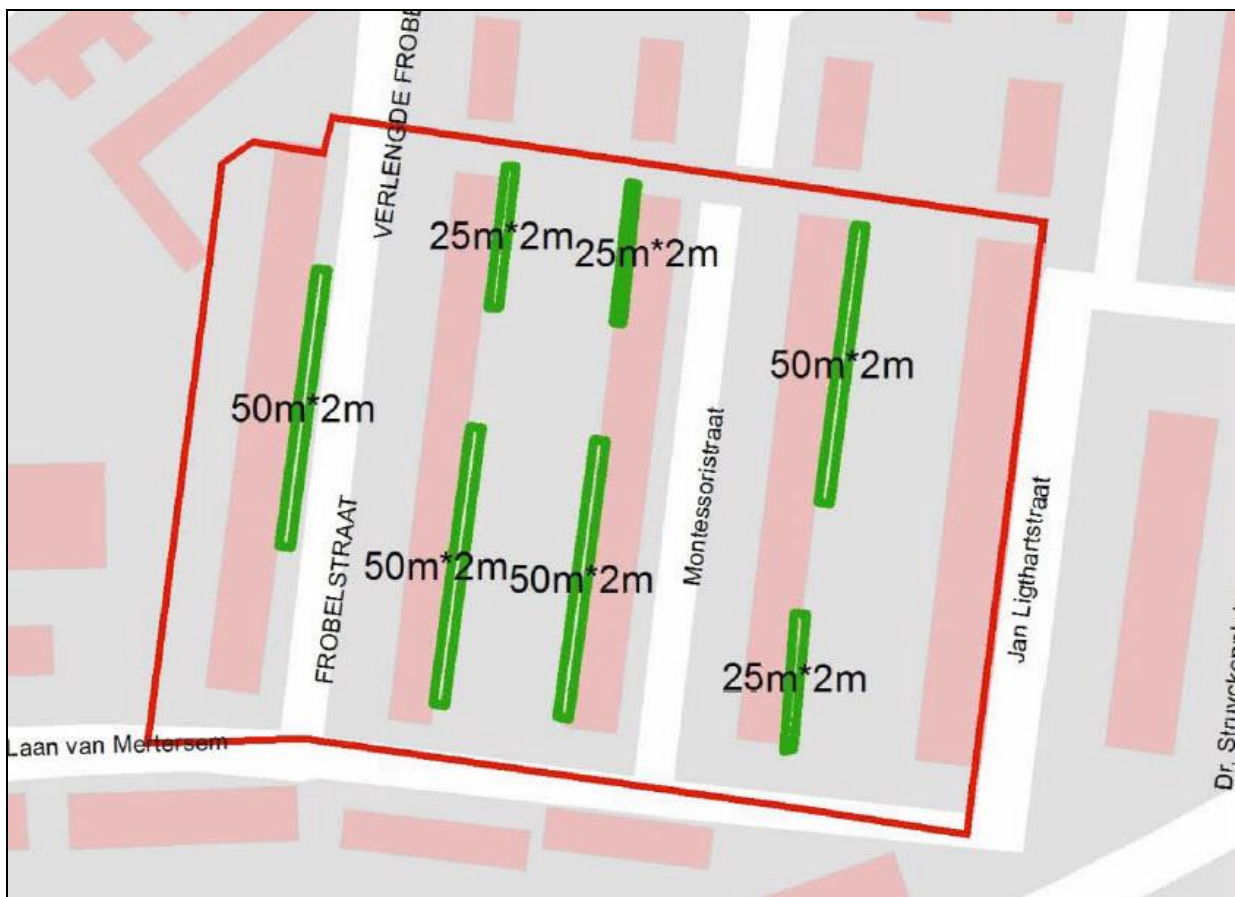 VERLENGDE FROBE
25m*2m
25m*2m
50m*2m
50m*2m
Montessoristraat
FROBELSTRAAT
50m*2m
50m*2m
Jan Ligthartstraat
25m*2m
Laan van Mertersem